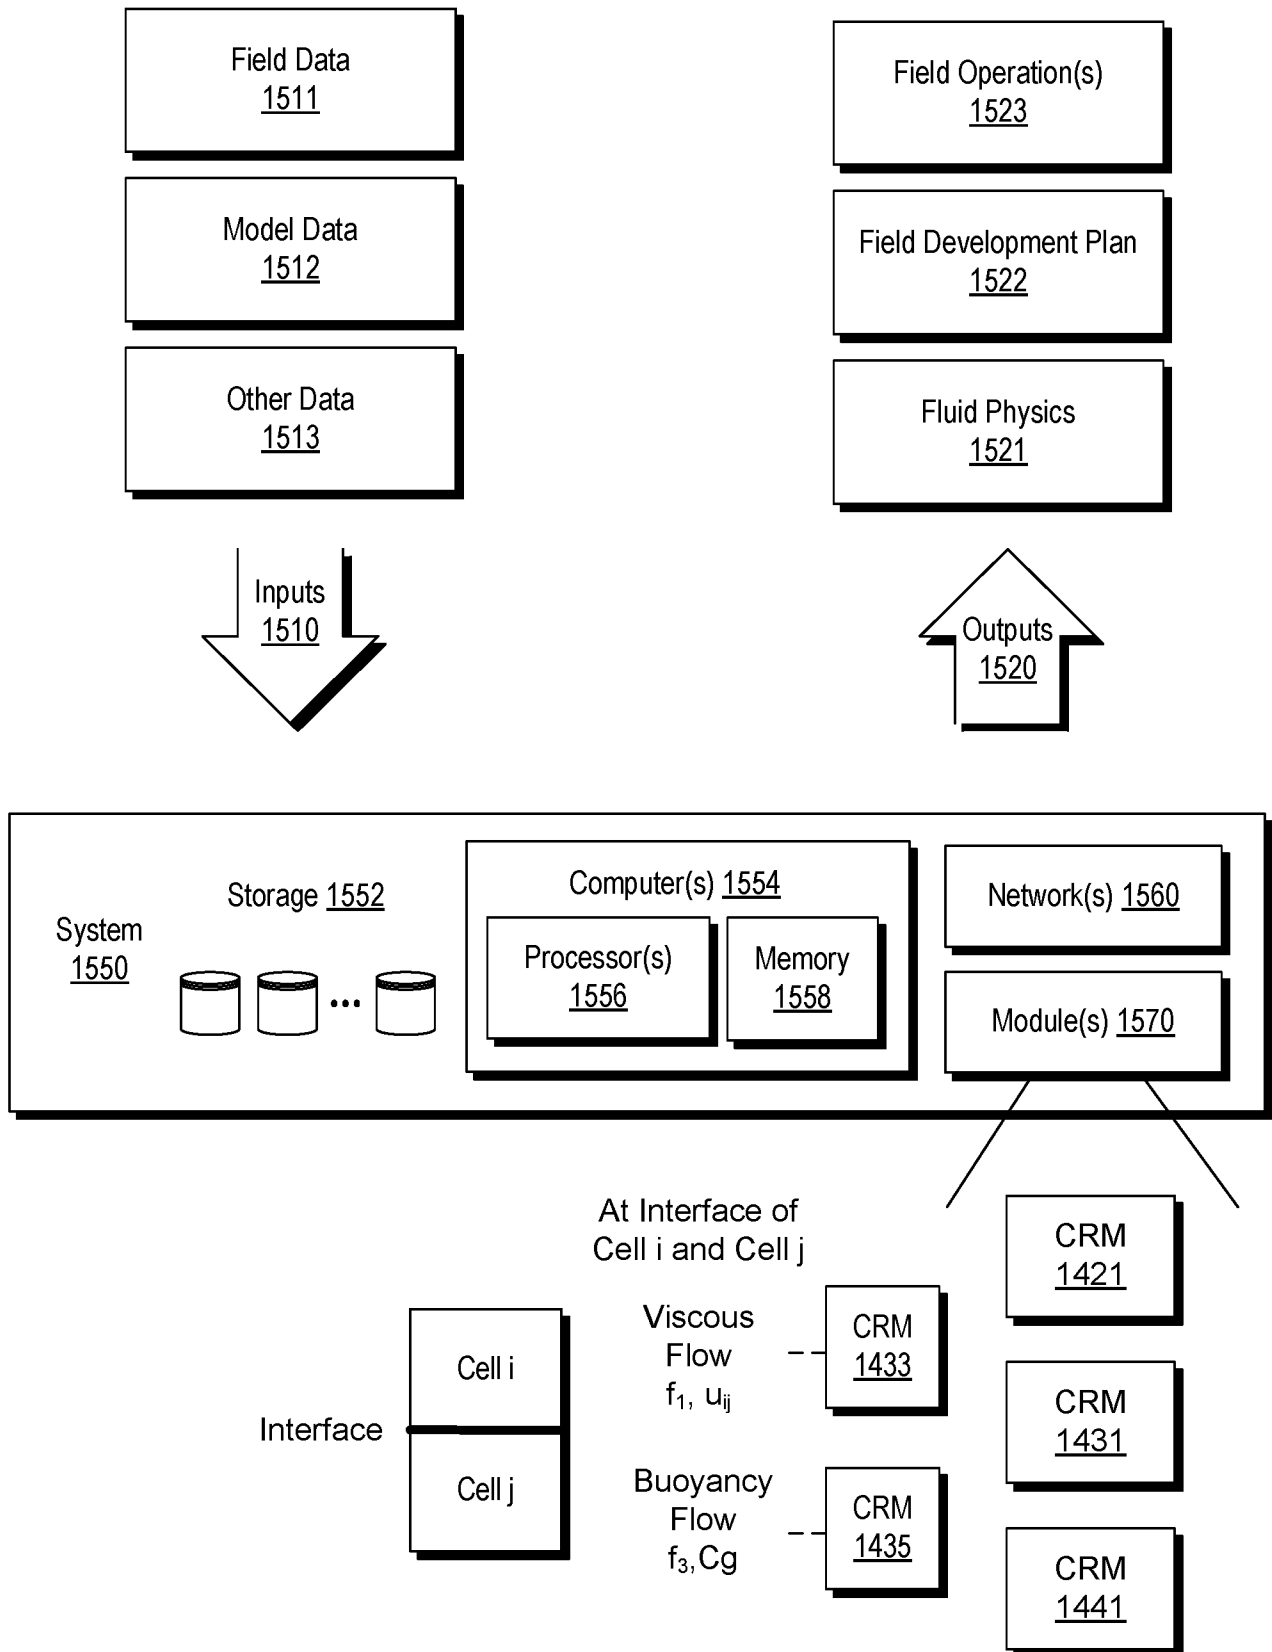 Field Data
1511
Model Data
1512
Other Data
1513
Inputs
1510
Field Operation(s)
1523
Field Development Plan
1522
Fluid Physics
1521
Outputs
1520
System
1550
Storage 1552
...
Computer(s) 1554
Processor(s)
1556
Memory
1558
Network(s) 1560
Module(s) 1570
At Interface of
Cell i and Cell j
Interface
Cell i
Cell j
Viscous
Flow
f₁, uᵢⱼ
CRM
1433
Buoyancy
Flow
f₃,Cg
CRM
1435
CRM
1421
CRM
1431
CRM
1441